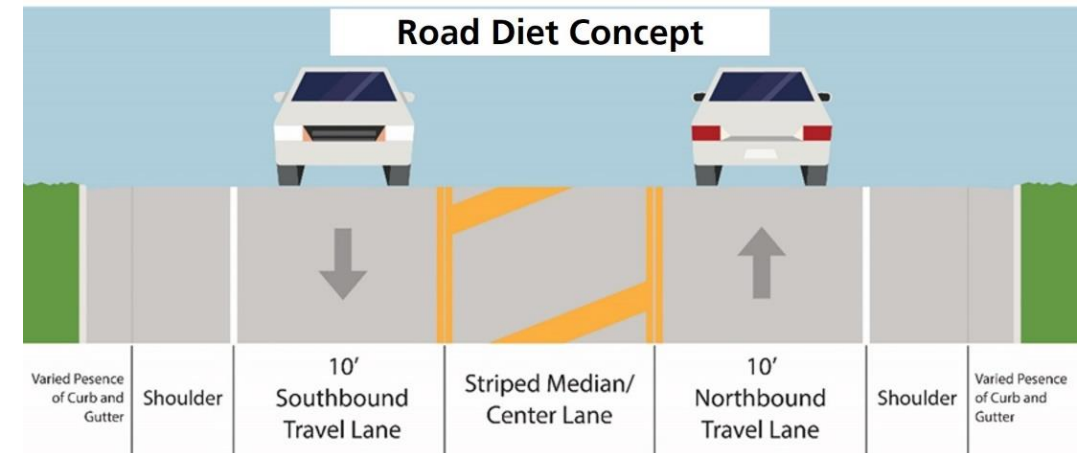 Road Diet Concept
Varied Pesence
of Curb and
Gutter
Shoulder
10'
Southbound
Travel Lane
Striped Median/
Center Lane
10'
Northbound
Travel Lane
Shoulder
Varied Pesence
of Curb and
Gutter